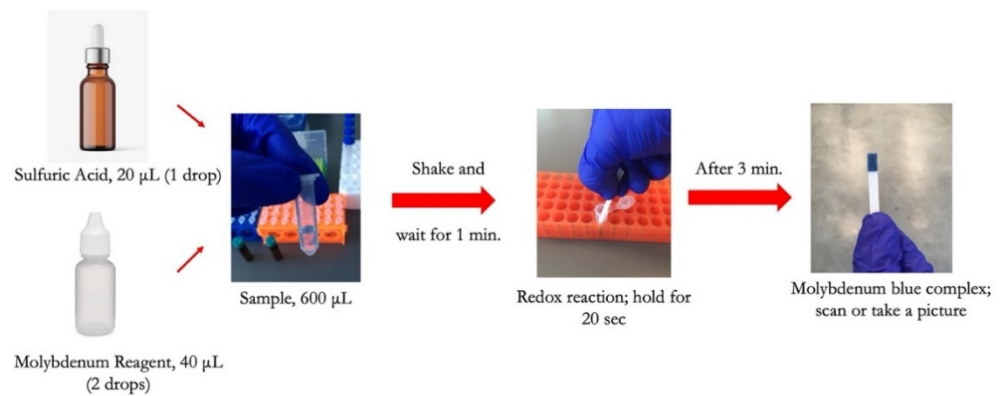 Sulfuric Acid, 20 μL (1 drop)
Molybdenum Reagent, 40 μL
(2 drops)
Sample, 600 μL
Shake and
wait for 1 min.
Redox reaction; hold for
20 sec
After 3 min.
Molybdenum blue complex;
scan or take a picture